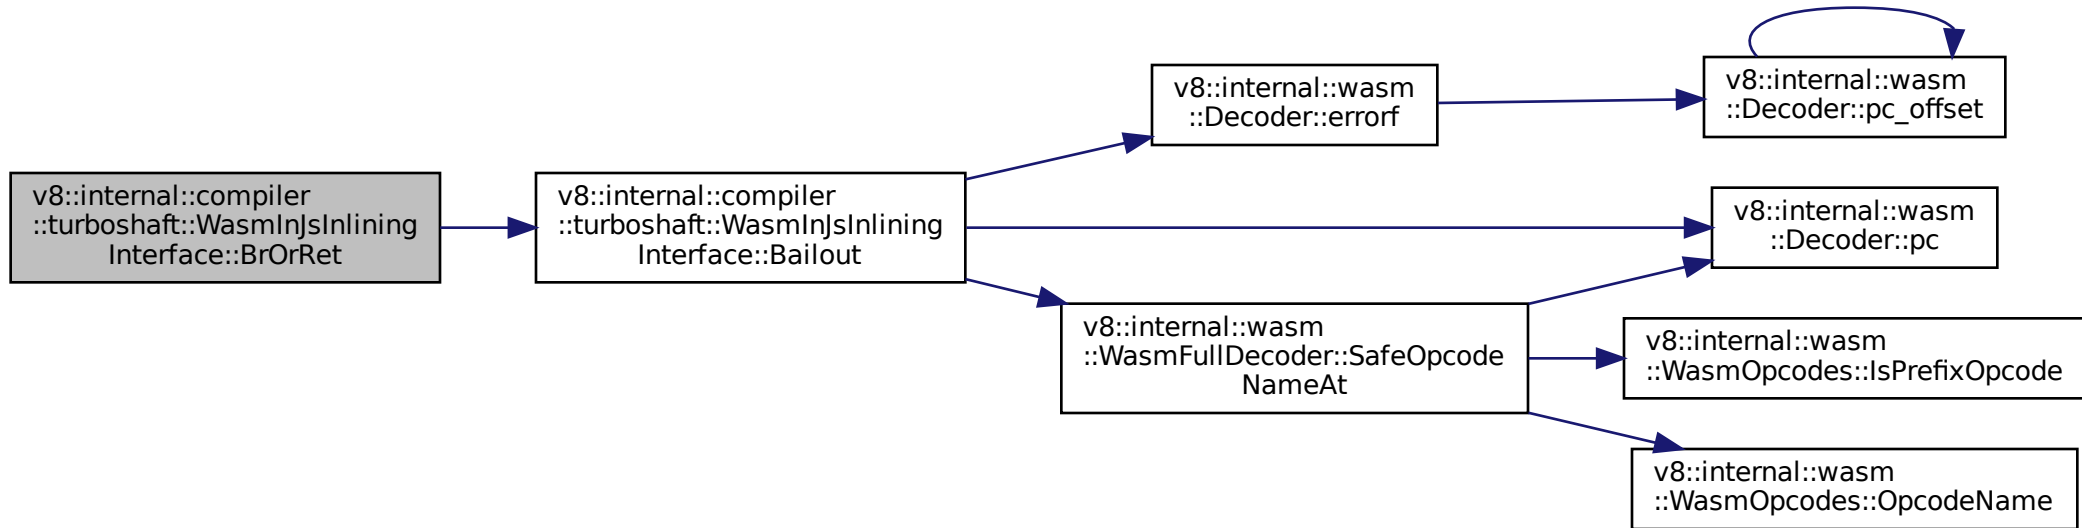 v8::internal::compiler
::turboshaft::WasmInJsInlining
Interface::BrOrRet
v8::internal::compiler
::turboshaft::WasmInJsInlining
Interface::Bailout
v8::internal::wasm
::Decoder::errorf
v8::internal::wasm
::Decoder::pc_offset
v8::internal::wasm
::Decoder::pc
v8::internal::wasm
::WasmFullDecoder::SafeOpcode
NameAt
v8::internal::wasm
::WasmOpcodes::IsPrefixOpcode
v8::internal::wasm
::WasmOpcodes::OpcodeName